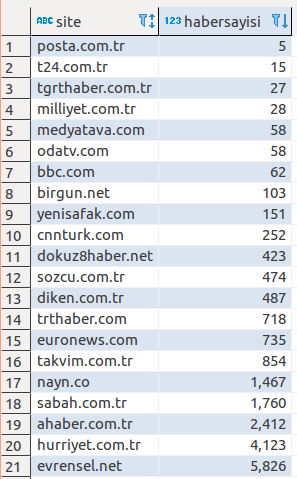 ABC site 123 habersayisi
1 posta.com.tr 5
2 t24.com.tr 15
3 tgrthaber.com.tr 27
4 milliyet.com.tr 28
5 medyatava.com 58
6 odatv.com 58
7 bbc.com 62
8 birgun.net 103
9 yenisafak.com 151
10 cnnturk.com 252
11 dokuz8haber.net 423
12 sozcu.com.tr 474
13 diken.com.tr 487
14 trthaber.com 718
15 euronews.com 735
16 takvim.com.tr 854
17 nayn.co 1,467
18 sabah.com.tr 1,760
19 ahaber.com.tr 2,412
20 hurriyet.com.tr 4,123
21 evrensel.net 5,826